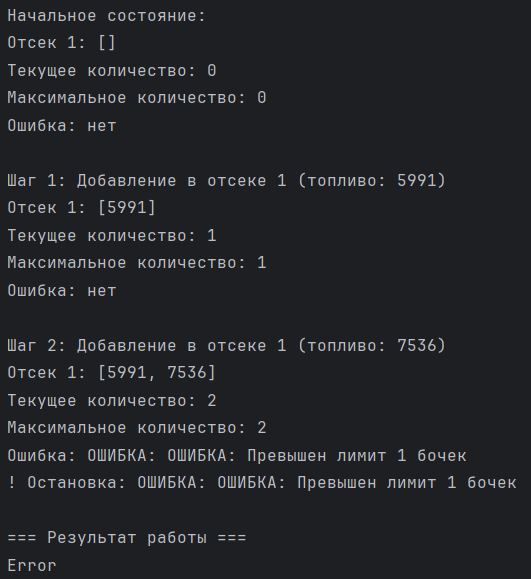 Начальное состояние:
Отсек 1: []
Текущее количество: 0
Максимальное количество: 0
Ошибка: нет
Шаг 1: Добавление в отсеке 1 (топливо: 5991)
Отсек 1: [5991]
Текущее количество: 1
Максимальное количество: 1
Ошибка: нет
Шаг 2: Добавление в отсеке 1 (топливо: 7536)
Отсек 1: [5991, 7536]
Текущее количество: 2
Максимальное количество: 2
Ошибка: ОШИБКА: ОШИБКА: Превышен лимит 1 бочек
! Остановка: ОШИБКА: ОШИБКА: Превышен лимит 1 бочек
=== Результат работы ===
Error